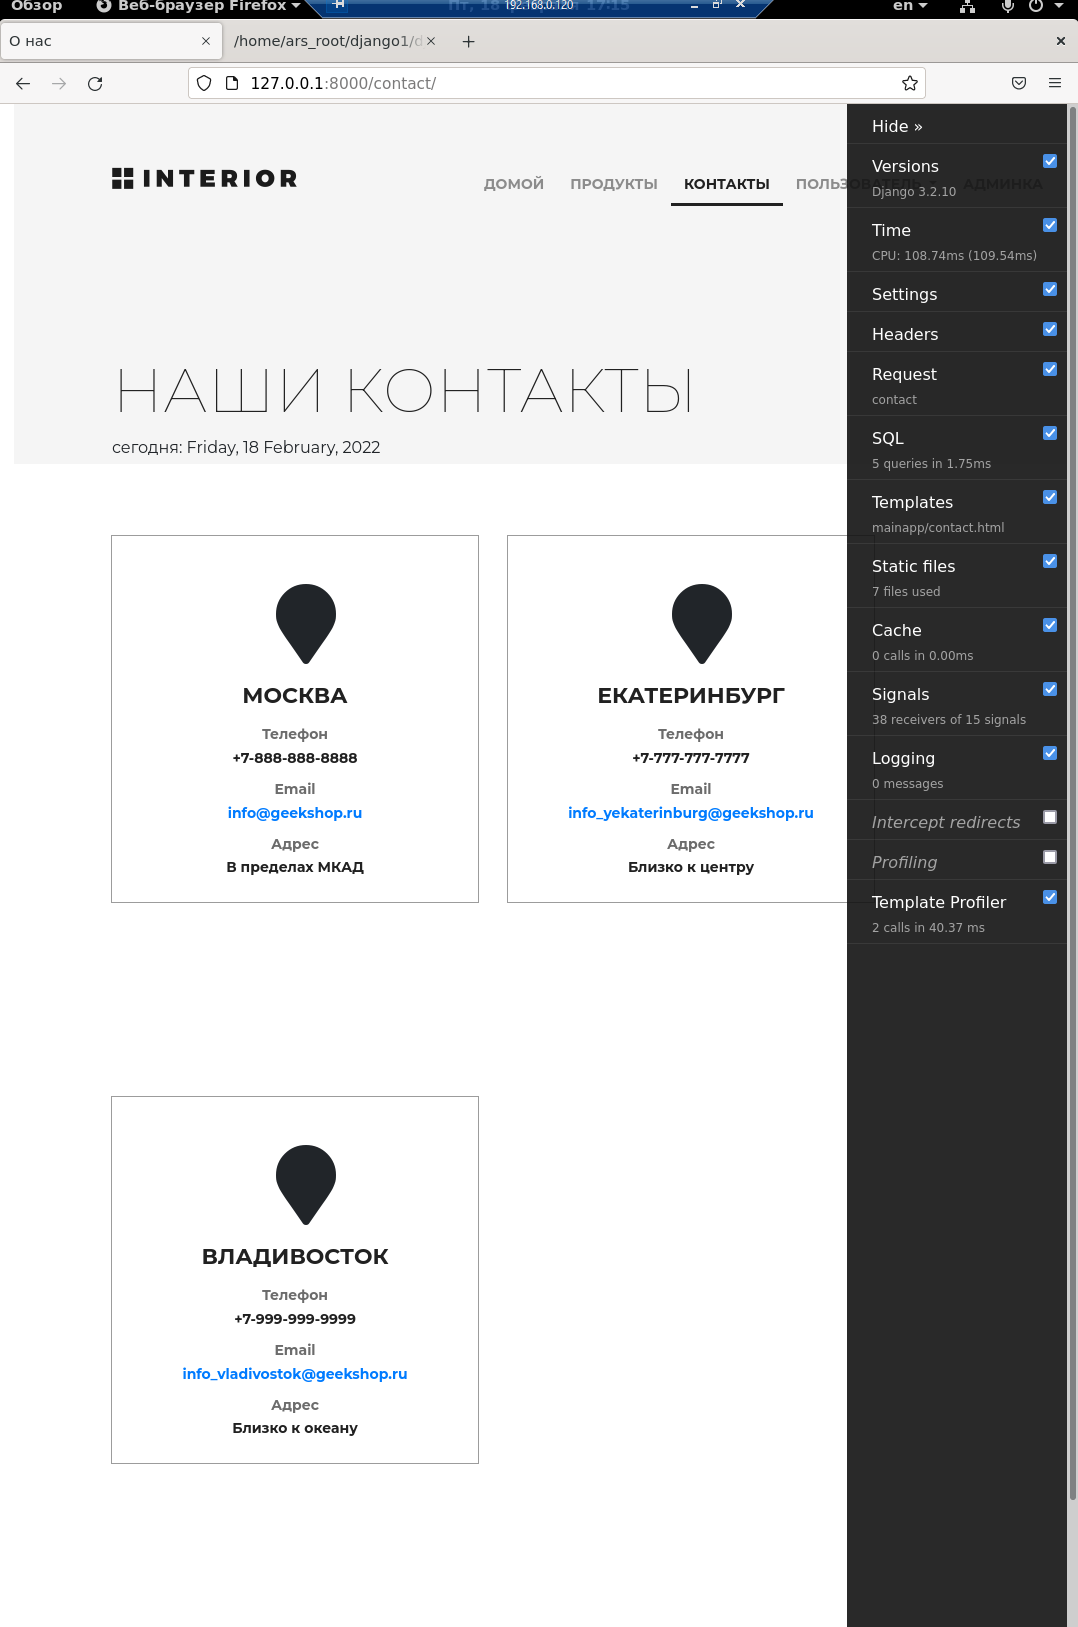 Обзор
Веб-браузер Firefox
Пт, 18
17:15
192.168.0.120
en
О нас
/home/ars_root/django1/d
127.0.0.1:8000/contact/
INTERIOR
ДОМОЙ
ПРОДУКТЫ
КОНТАКТЫ
ПОЛЬЗОВАТЕЛЬ
АДМИНКА
НАШИ КОНТАКТЫ
сегодня: Friday, 18 February, 2022
МОСКВА
Телефон
+7-888-888-8888
Email
info@geekshop.ru
Адрес
В пределах МКАД
ЕКАТЕРИНБУРГ
Телефон
+7-777-777-7777
Email
info_yekaterinburg@geekshop.ru
Адрес
Близко к центру
ВЛАДИВОСТОК
Телефон
+7-999-999-9999
Email
info_vladivostok@geekshop.ru
Адрес
Близко к океану
Hide »
Versions
Django 3.2.10
Time
CPU: 108.74ms (109.54ms)
Settings
Headers
Request
contact
SQL
5 queries in 1.75ms
Templates
mainapp/contact.html
Static files
7 files used
Cache
0 calls in 0.00ms
Signals
38 receivers of 15 signals
Logging
0 messages
Intercept redirects
Profiling
Template Profiler
2 calls in 40.37 ms